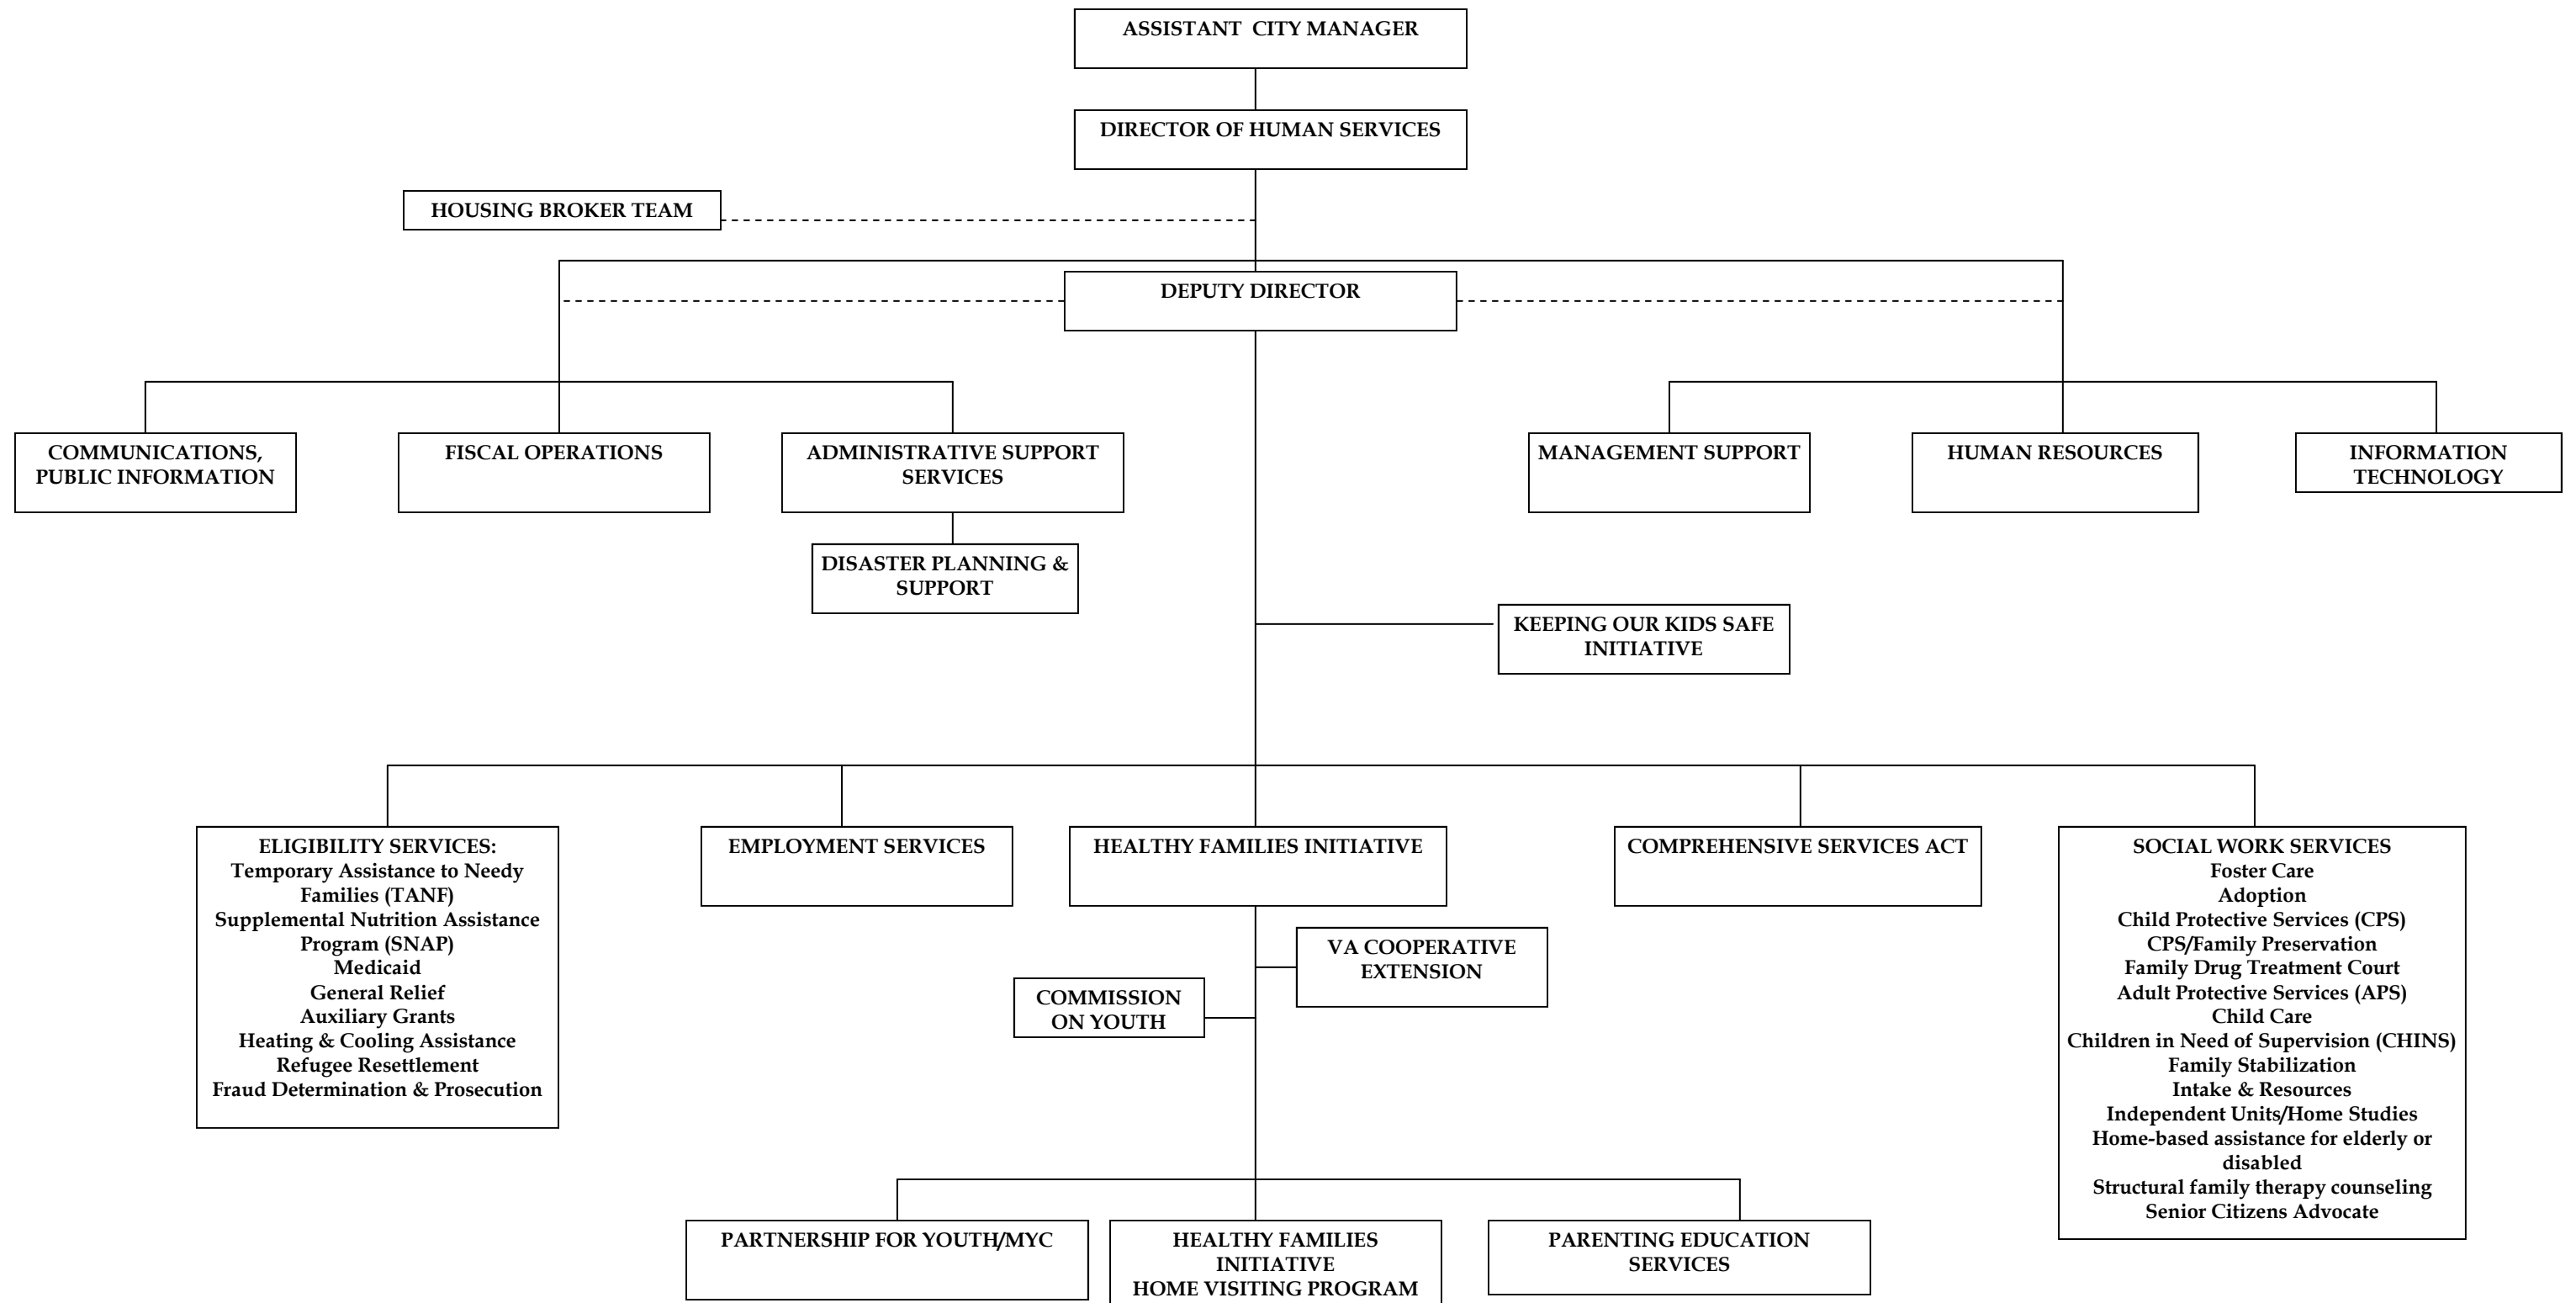 ASSISTANT CITY MANAGER
DIRECTOR OF HUMAN SERVICES
HOUSING BROKER TEAM
DEPUTY DIRECTOR
COMMUNICATIONS,
PUBLIC INFORMATION
FISCAL OPERATIONS
ADMINISTRATIVE SUPPORT
SERVICES
MANAGEMENT SUPPORT
HUMAN RESOURCES
INFORMATION
TECHNOLOGY
DISASTER PLANNING &
SUPPORT
KEEPING OUR KIDS SAFE
INITIATIVE
ELIGIBILITY SERVICES:
Temporary Assistance to Needy
Families (TANF)
Supplemental Nutrition Assistance
Program (SNAP)
Medicaid
General Relief
Auxiliary Grants
Heating & Cooling Assistance
Refugee Resettlement
Fraud Determination & Prosecution
EMPLOYMENT SERVICES
HEALTHY FAMILIES INITIATIVE
COMPREHENSIVE SERVICES ACT
SOCIAL WORK SERVICES
Foster Care
Adoption
Child Protective Services (CPS)
CPS/Family Preservation
Family Drug Treatment Court
Adult Protective Services (APS)
Child Care
Children in Need of Supervision (CHINS)
Family Stabilization
Intake & Resources
Independent Units/Home Studies
Home-based assistance for elderly or
disabled
Structural family therapy counseling
Senior Citizens Advocate
VA COOPERATIVE
EXTENSION
COMMISSION
ON YOUTH
PARTNERSHIP FOR YOUTH/MYC
HEALTHY FAMILIES
INITIATIVE
HOME VISITING PROGRAM
PARENTING EDUCATION
SERVICES